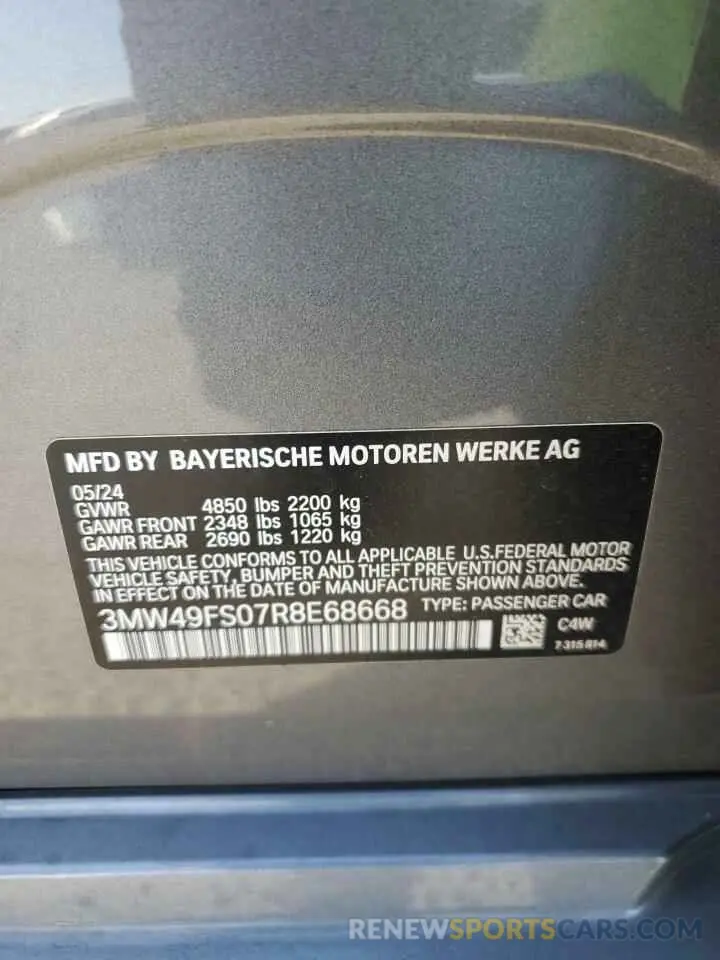 MFD BY BAYERISCHE MOTOREN WERKE AG
05/24
GVWR 4850 lbs 2200 kg
GAWR FRONT 2348 lbs 1065 kg
GAWR REAR 2690 lbs 1220 kg
THIS VEHICLE CONFORMS TO ALL APPLICABLE U.S.FEDERAL MOTOR
VEHICLE SAFETY, BUMPER AND THEFT PREVENTION STANDARDS
IN EFFECT ON THE DATE OF MANUFACTURE SHOWN ABOVE.
3MW49FS07R8E68668 TYPE: PASSENGER CAR
C4W
7 315 814
RENEWSPORTSCARS.COM